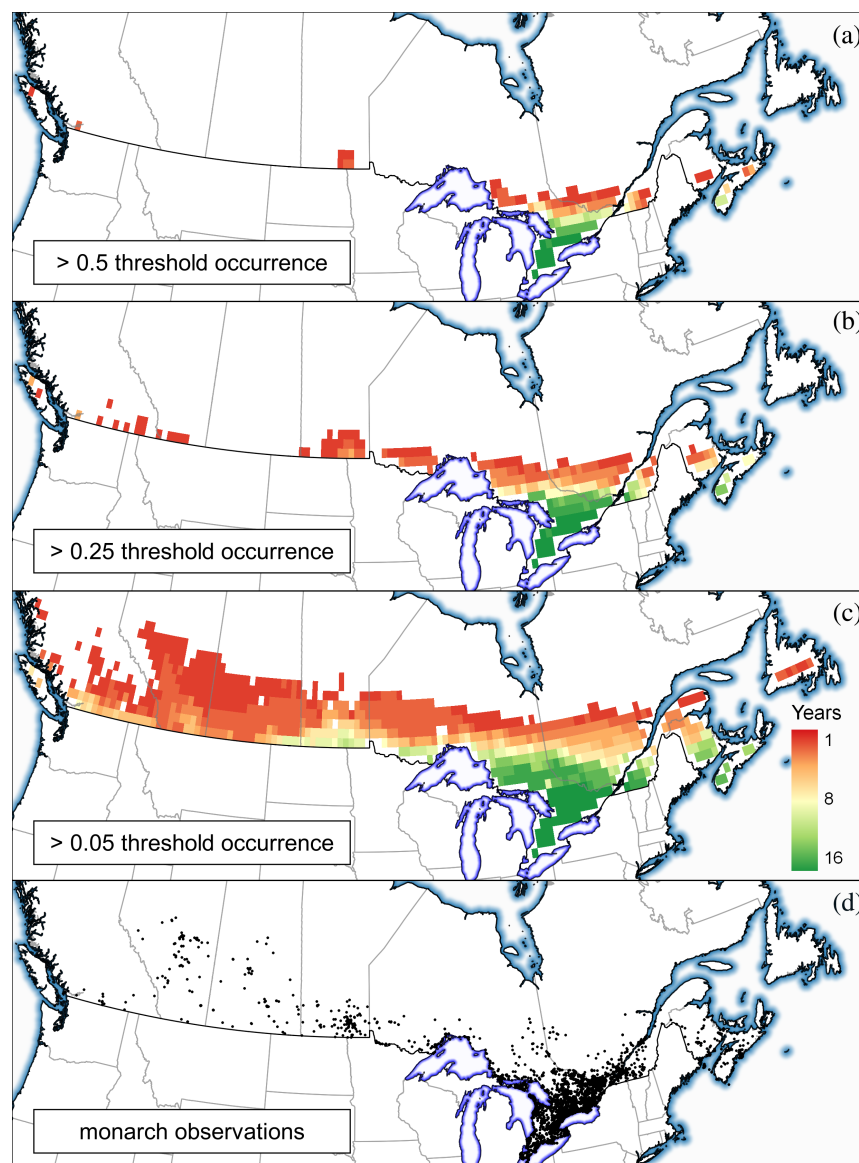 (a)
> 0.5 threshold occurrence
(b)
> 0.25 threshold occurrence
(c)
Years
1
8
16
> 0.05 threshold occurrence
(d)
monarch observations